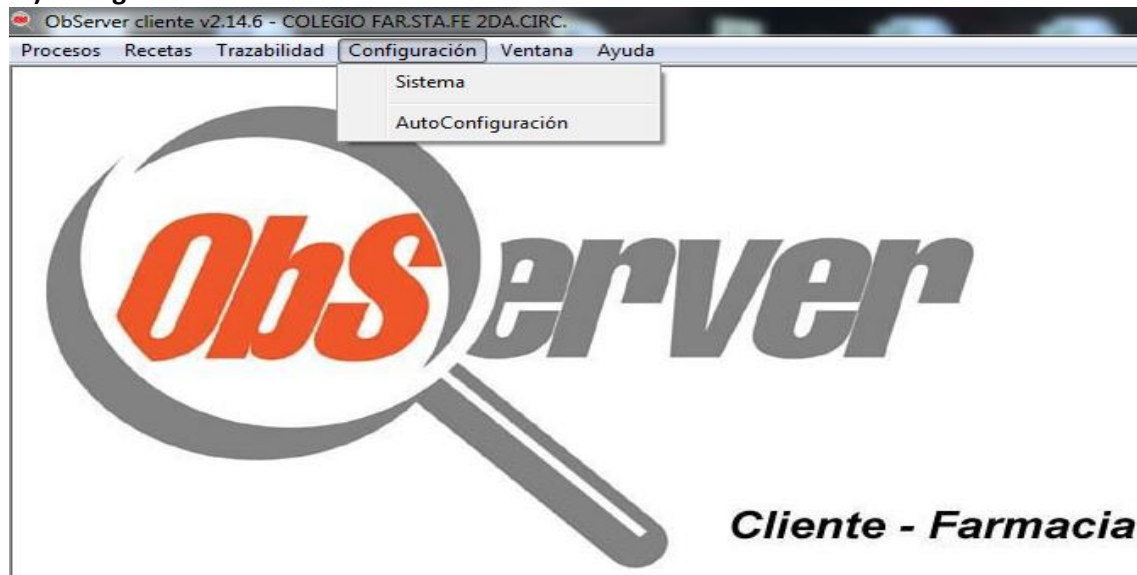 ObServer cliente v2.14.6 - COLEGIO FAR.STA.FE 2DA.CIRC.
Procesos Recetas Trazabilidad Configuración Ventana Ayuda
Sistema
AutoConfiguración
ObServer
Cliente - Farmacia